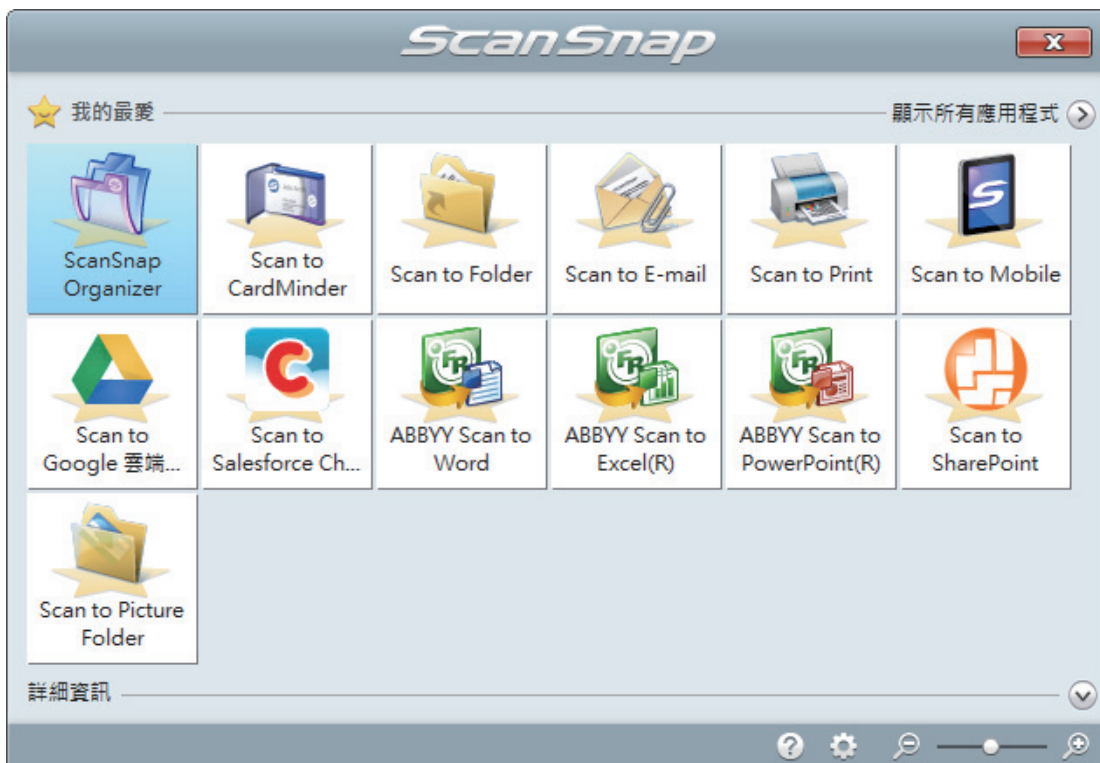 ScanSnap
我的最愛
顯示所有應用程式
ScanSnap
Organizer
Scan to
CardMinder
Scan to Folder
Scan to E-mail
Scan to Print
Scan to Mobile
Scan to
Google 雲端...
Scan to
Salesforce Ch...
ABBYY Scan to
Word
ABBYY Scan to
Excel(R)
ABBYY Scan to
PowerPoint(R)
Scan to
SharePoint
Scan to Picture
Folder
詳細資訊